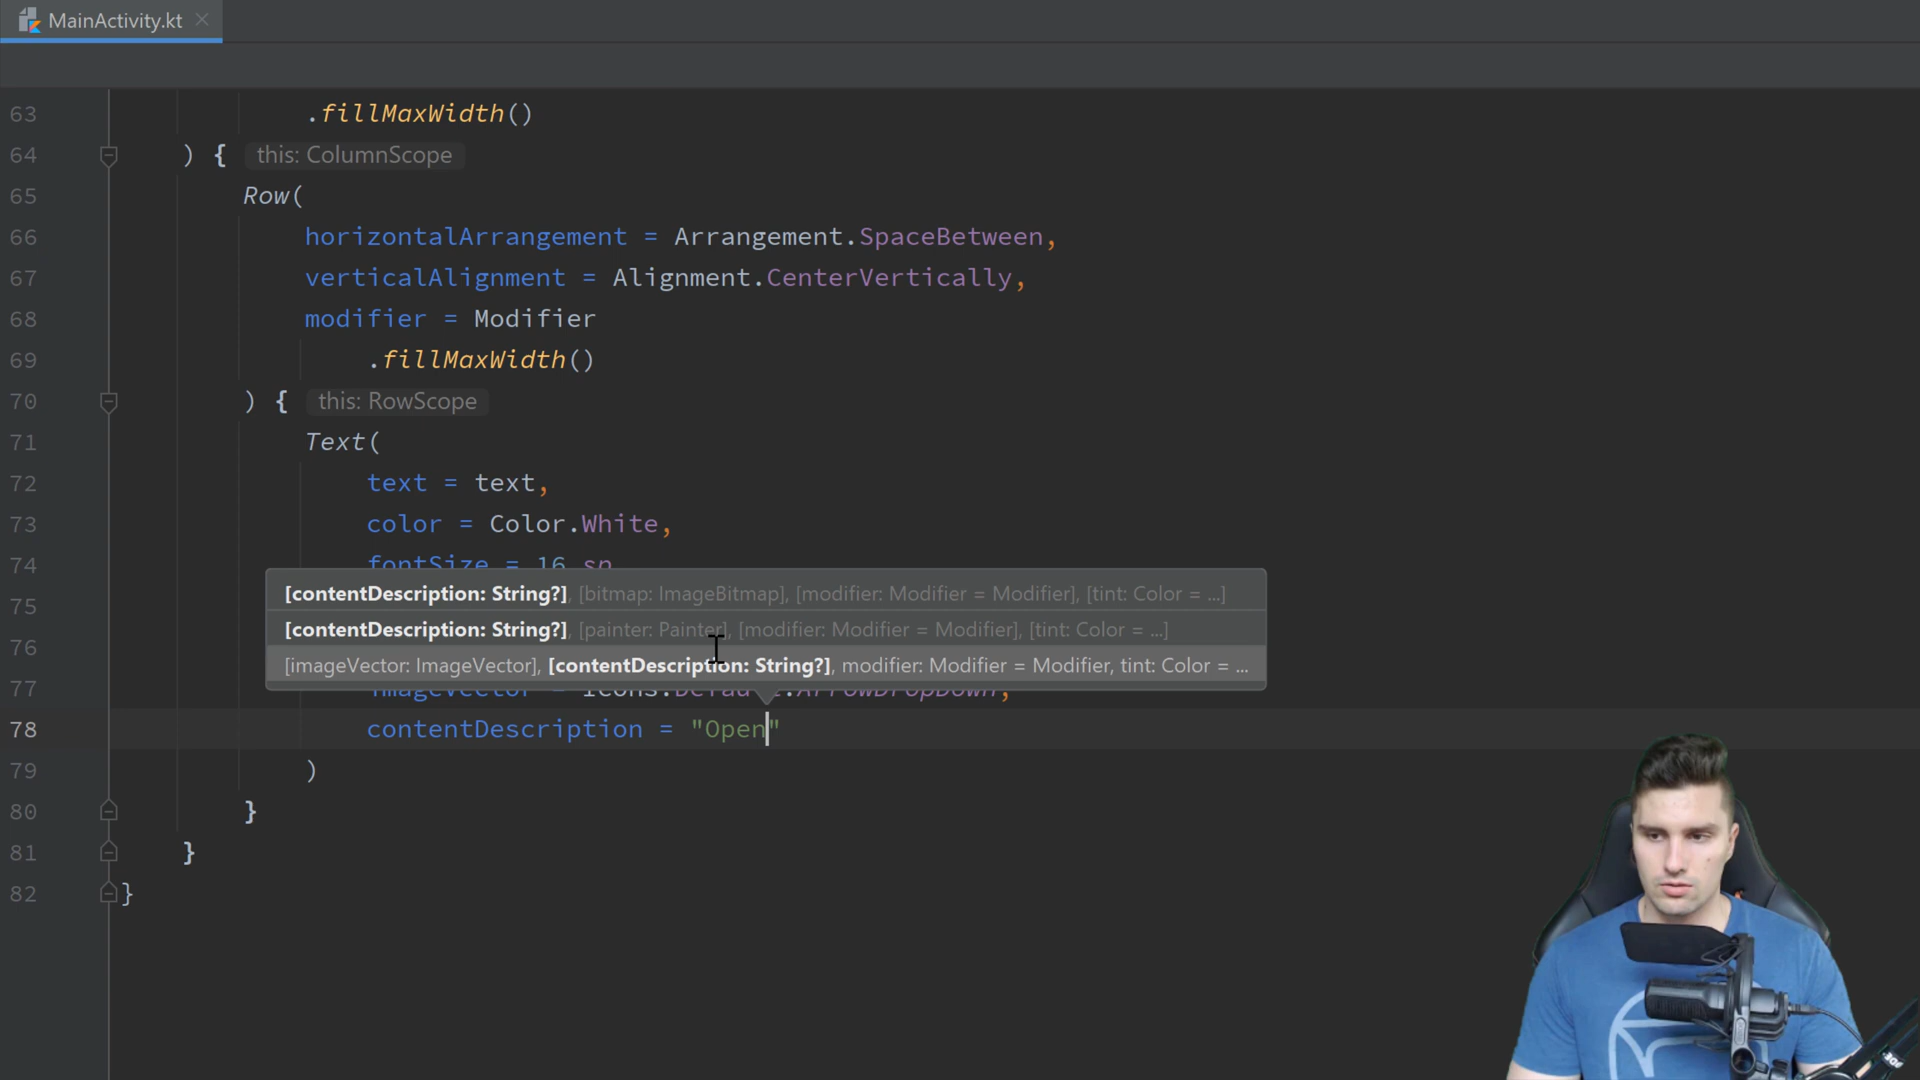 MainActivity.kt
63 .fillMaxWidth()
64 ) { this: ColumnScope
65 Row(
66 horizontalArrangement = Arrangement.SpaceBetween,
67 verticalAlignment = Alignment.CenterVertically,
68 modifier = Modifier
69 .fillMaxWidth()
70 ) { this: RowScope
71 Text(
72 text = text,
73 color = Color.White,
74 fontSize = 16.sp
[contentDescription: String?], [bitmap: ImageBitmap], [modifier: Modifier = Modifier], [tint: Color = ...]
75
[contentDescription: String?], [painter: Painter], [modifier: Modifier = Modifier], [tint: Color = ...]
76
[imageVector: ImageVector], [contentDescription: String?], modifier: Modifier = Modifier, tint: Color = ...
77 imageVector = Icons.Default.ArrowDropDown,
78 contentDescription = "Open"
79 )
80 }
81 }
82 }